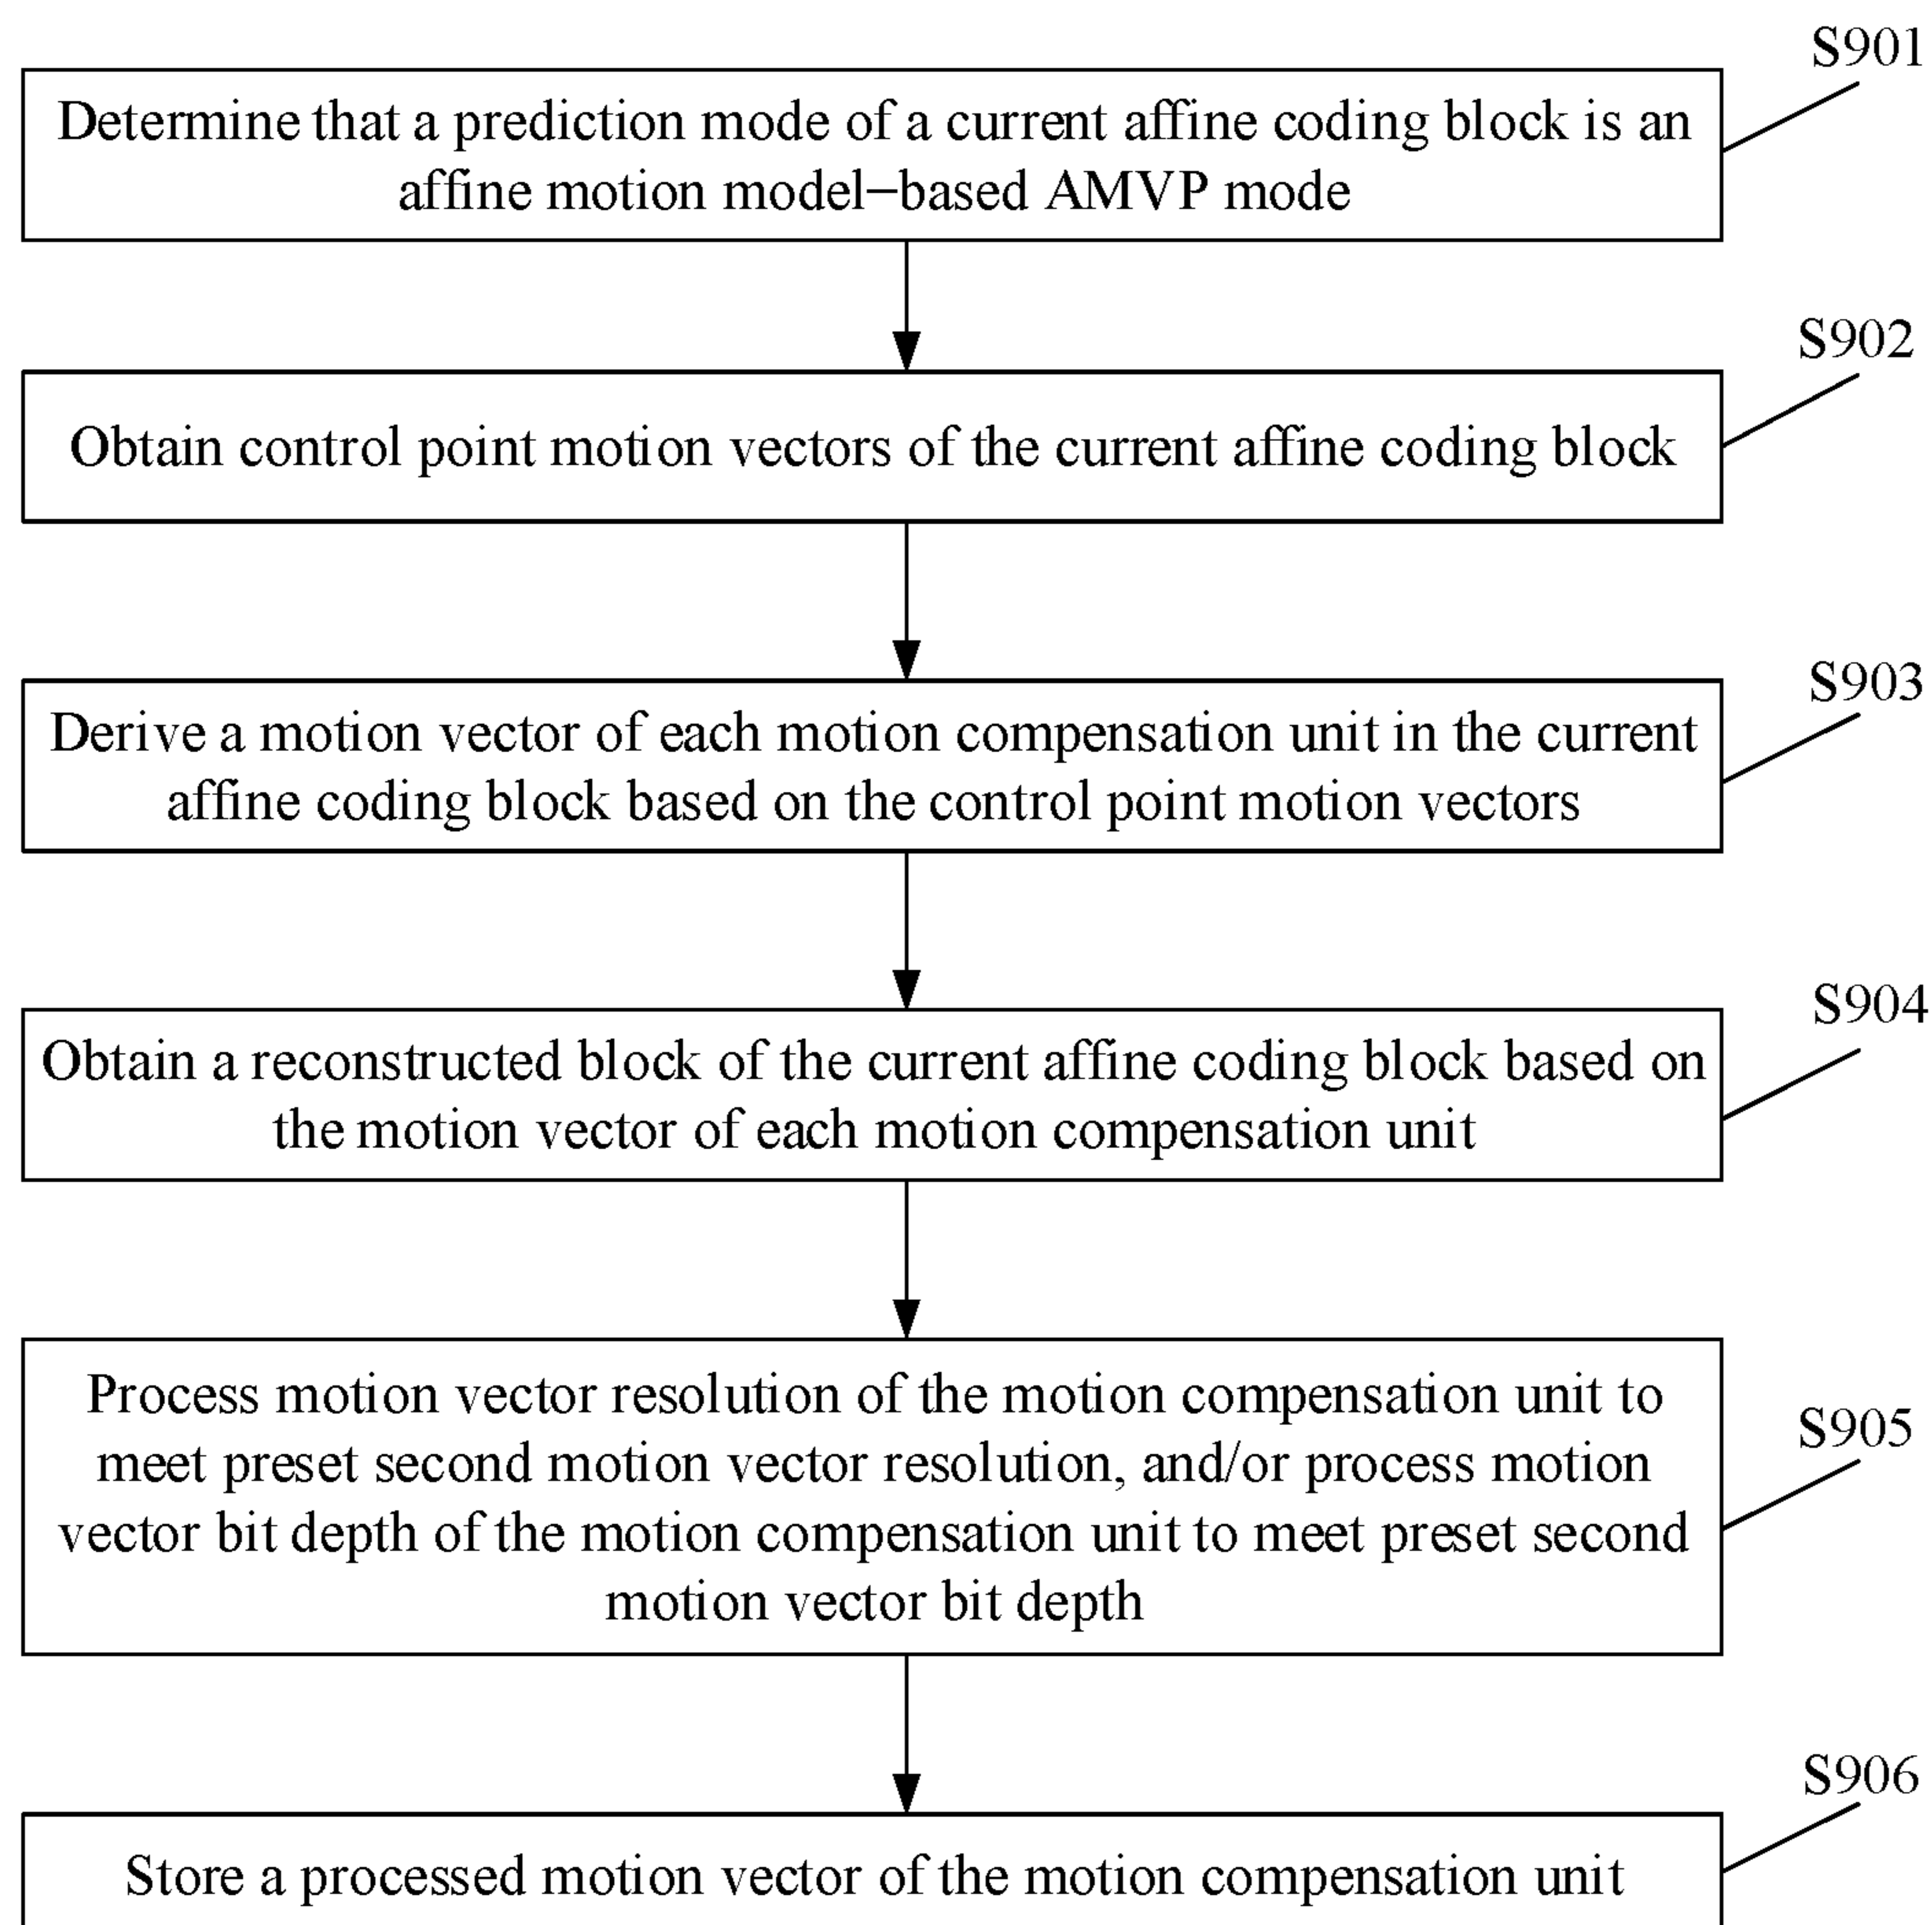 S901
Determine that a prediction mode of a current affine coding block is an
affine motion model−based AMVP mode
S902
Obtain control point motion vectors of the current affine coding block
S903
Derive a motion vector of each motion compensation unit in the current
affine coding block based on the control point motion vectors
S904
Obtain a reconstructed block of the current affine coding block based on
the motion vector of each motion compensation unit
S905
Process motion vector resolution of the motion compensation unit to
meet preset second motion vector resolution, and/or process motion
vector bit depth of the motion compensation unit to meet preset second
motion vector bit depth
S906
Store a processed motion vector of the motion compensation unit